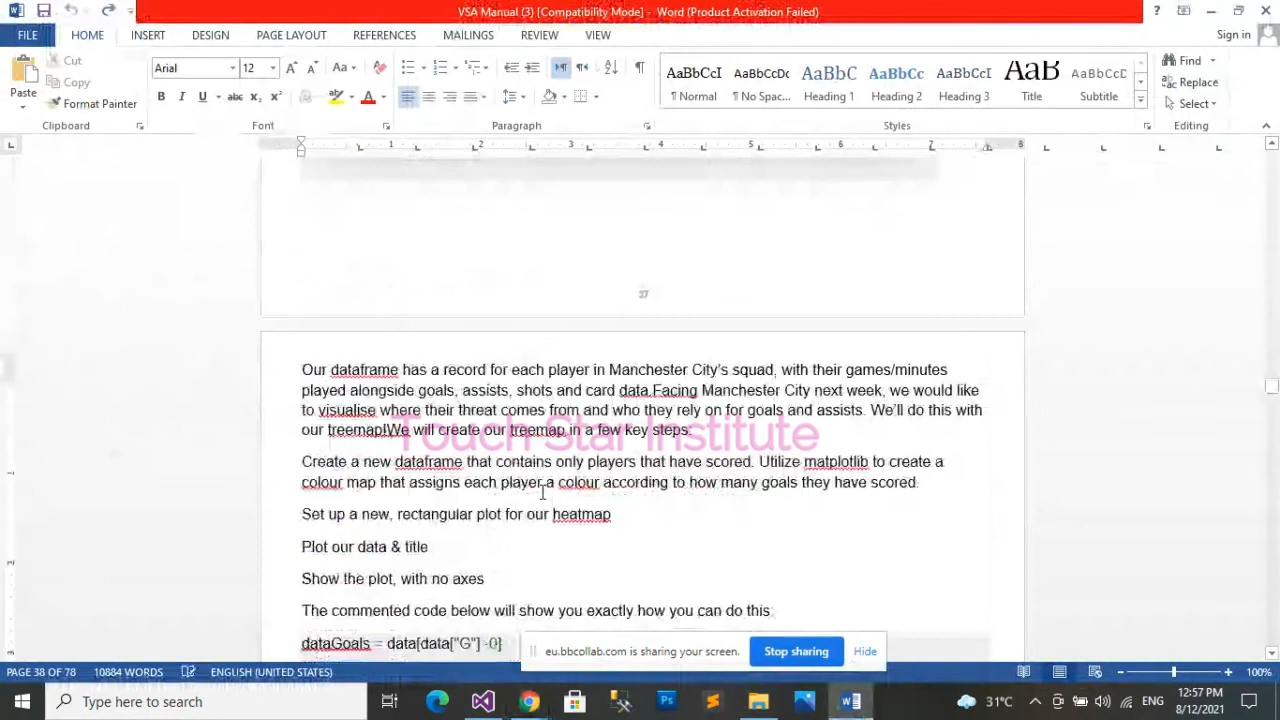 VSA Manual (3) [Compatibility Mode] - Word (Product Activation Failed)
FILE HOME INSERT DESIGN PAGE LAYOUT REFERENCES MAILINGS REVIEW VIEW Sign in
Paste
Cut
Copy
Format Painter
Clipboard
Arial 12
Font
Paragraph
AaBbCcI AaBbCcDc AaBbC AaBbCc AaBbCcI AaB AaBbCcD
¶ Normal ¶ No Spac... Heading 1 Heading 2 Heading 3 Title Subtitle
Styles
Find
Replace
Select
Editing
1 2 3 4 5 6 7 8
37
Our dataframe has a record for each player in Manchester City's squad, with their games/minutes
played alongside goals, assists, shots and card data.Facing Manchester City next week, we would like
to visualise where their threat comes from and who they rely on for goals and assists. We'll do this with
our treemap!We will create our treemap in a few key steps:
Touch Star Institute
Create a new dataframe that contains only players that have scored. Utilize matplotlib to create a
colour map that assigns each player a colour according to how many goals they have scored.
Set up a new, rectangular plot for our heatmap
Plot our data & title
Show the plot, with no axes
The commented code below will show you exactly how you can do this:
dataGoals = data[data["G"]
eu.bbcollab.com is sharing your screen. Stop sharing Hide
PAGE 38 OF 78 10884 WORDS ENGLISH (UNITED STATES) 100%
Type here to search
31°C ENG
12:57 PM
8/12/2021